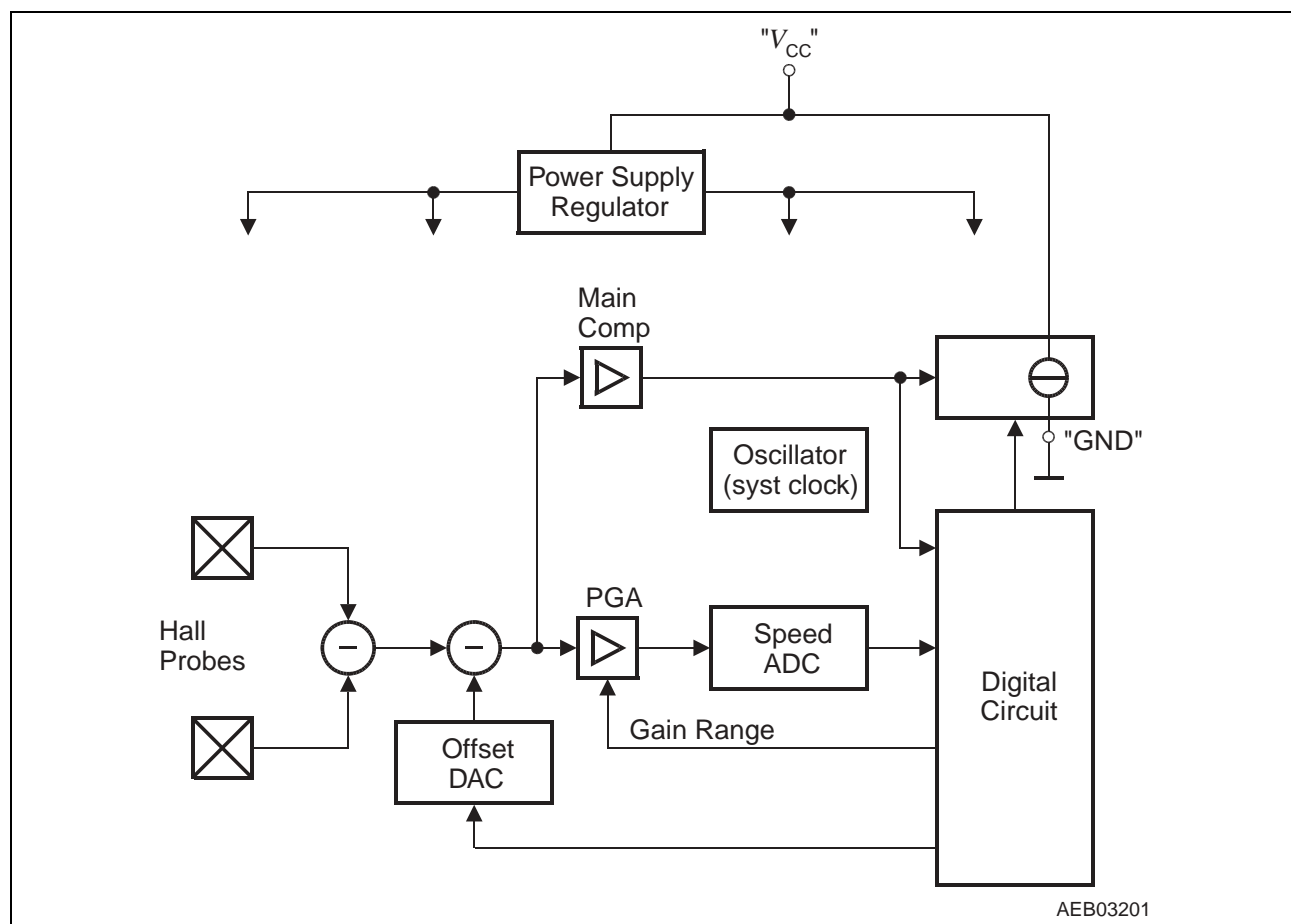 "VCC"
Power Supply
Regulator
Main
Comp
"GND"
Oscillator
(syst clock)
PGA
Hall
Probes
−
−
Speed
ADC
Digital
Circuit
Gain Range
Offset
DAC
AEB03201